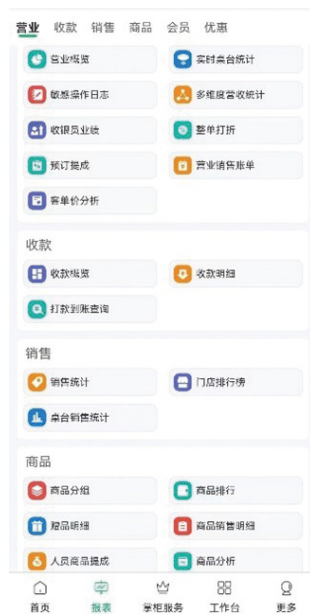 营业 收款 销售 商品 会员 优惠
营业概览 实时桌台统计
敏感操作日志 多维度营收统计
收银员业绩 整单打折
预订提成 营业销售账单
客单价分析
收款
收款概览 收款明细
打款到账查询
销售
销售统计 门店排行榜
桌台销售统计
商品
商品分组 商品排行
赠品明细 商品销售明细
人员商品提成 商品分析
首页 报表 掌柜服务 工作台 更多